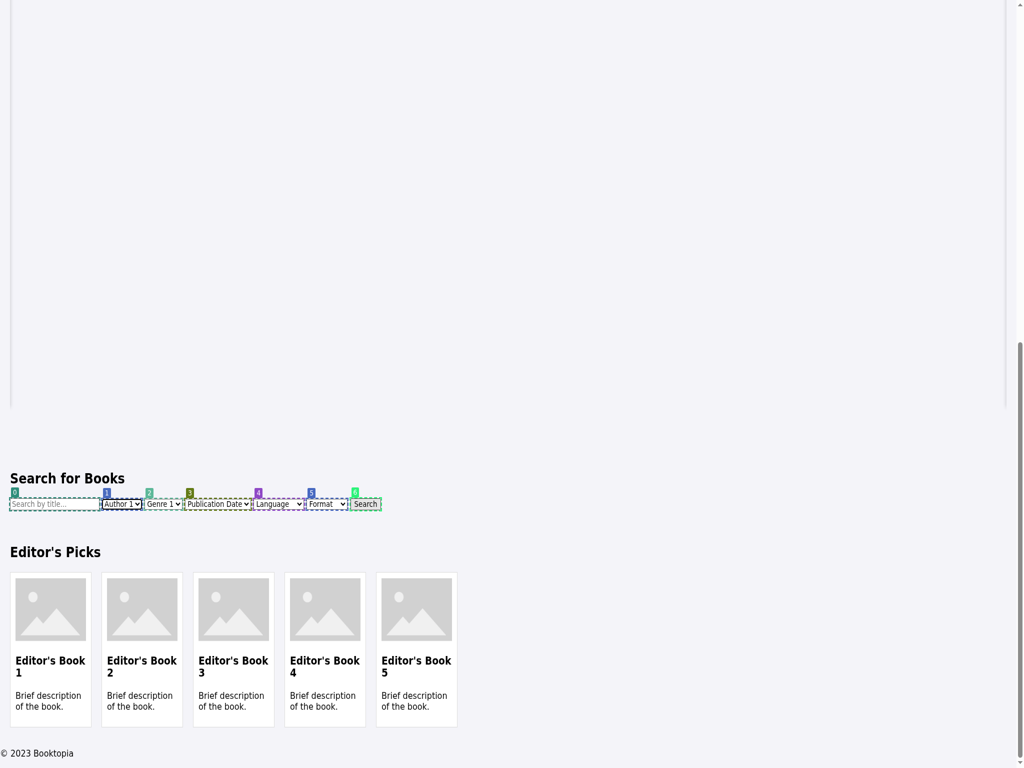 Search for Books
0 1 2 3 4 5 6
Search by title... Author 1 Genre 1 Publication Date Language Format Search
Editor's Picks
Editor's Book 1
Brief description of the book.
Editor's Book 2
Brief description of the book.
Editor's Book 3
Brief description of the book.
Editor's Book 4
Brief description of the book.
Editor's Book 5
Brief description of the book.
© 2023 Booktopia